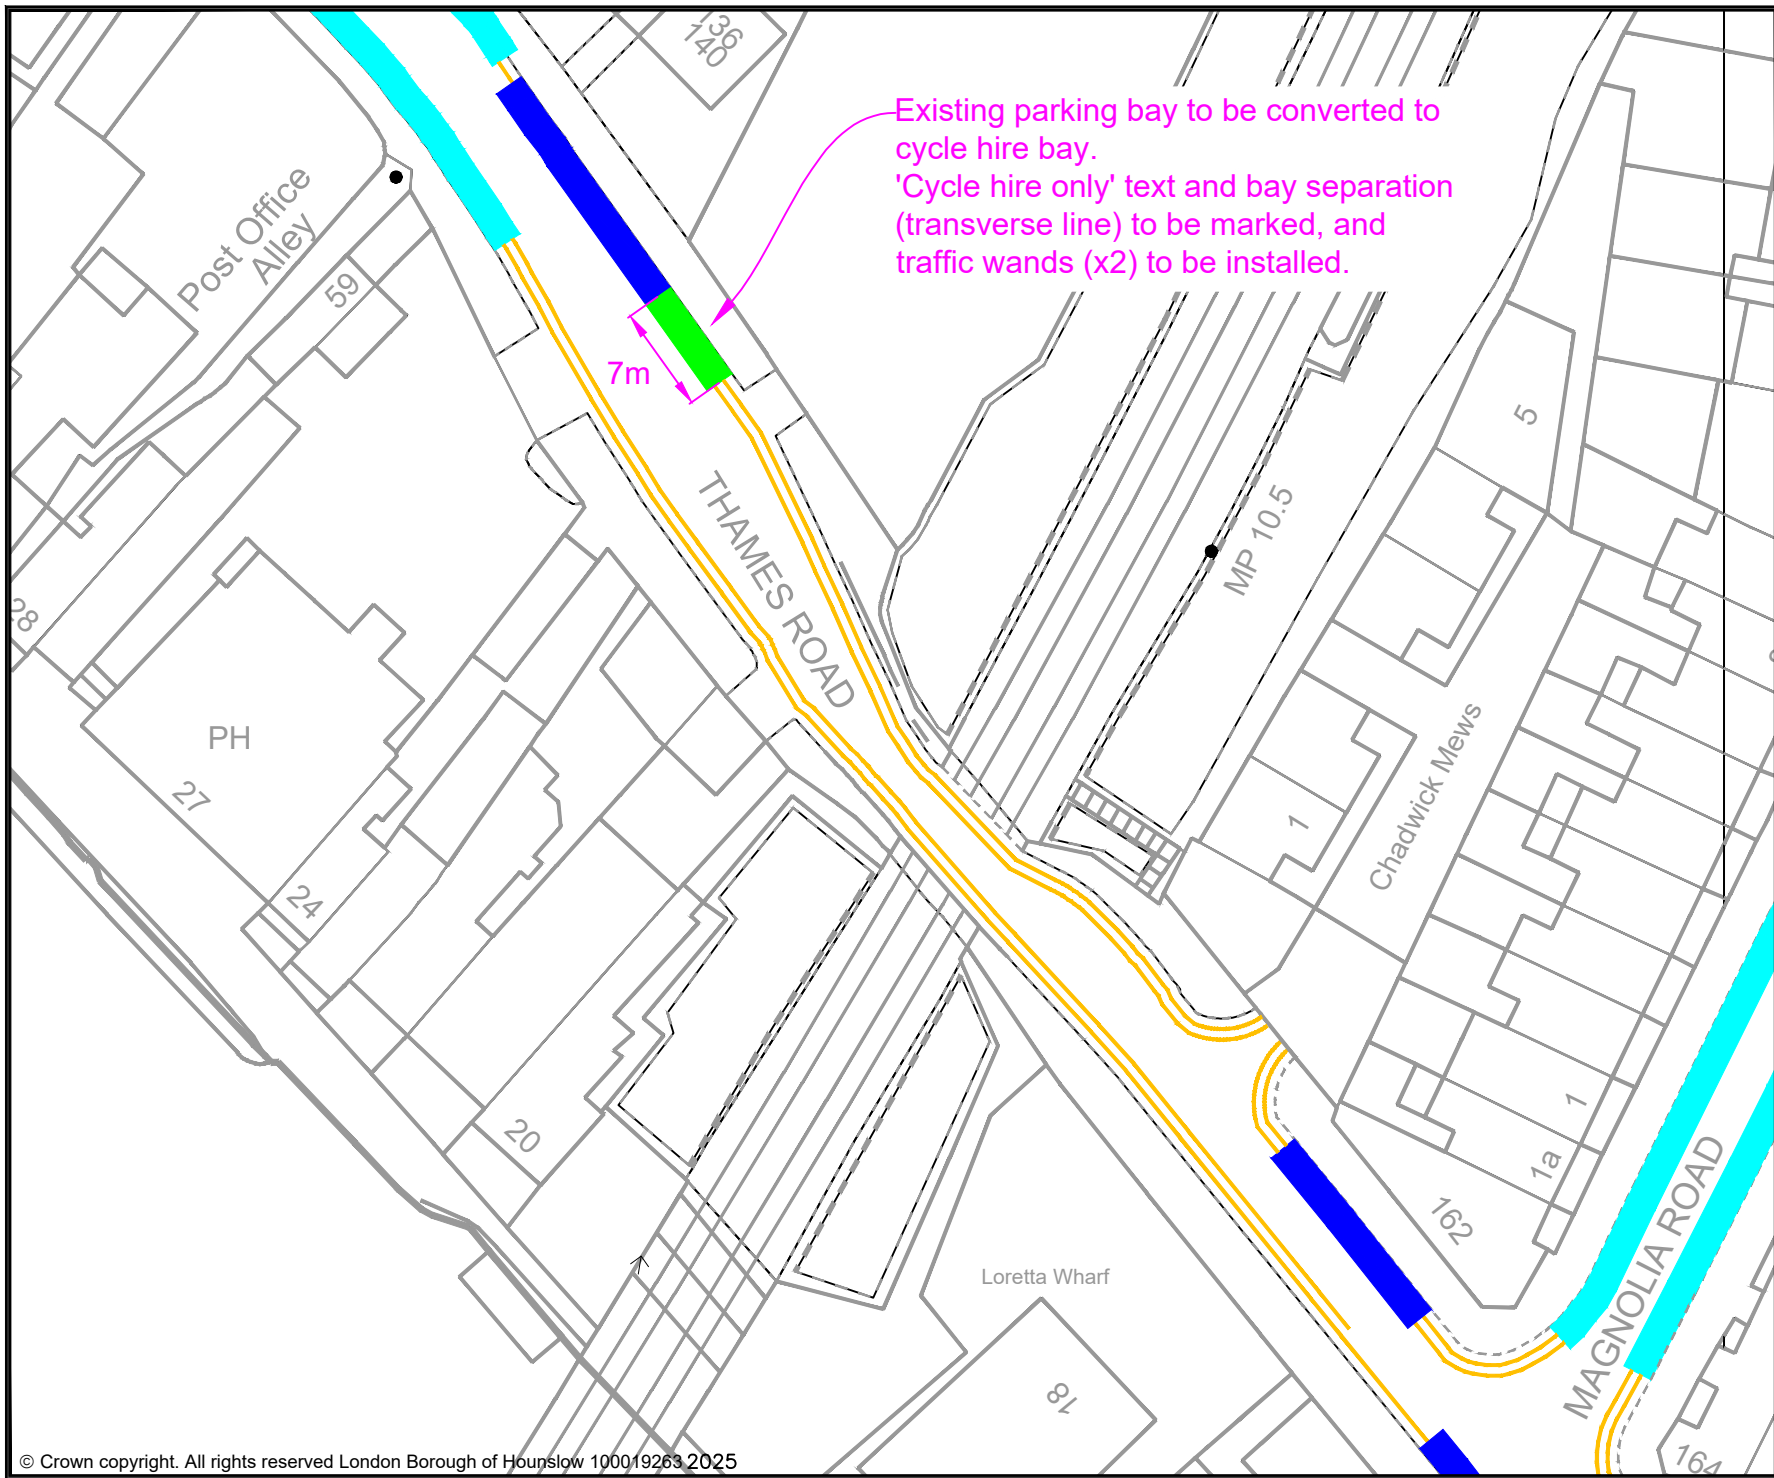 136
140
Existing parking bay to be converted to
cycle hire bay.
'Cycle hire only' text and bay separation
(transverse line) to be marked, and
traffic wands (x2) to be installed.
Post Office
Alley
59
7m
5
THAMES ROAD
MP 10.5
28
PH
27
24
1
Chadwick Mews
20
1
1a
162
MAGNOLIA ROAD
Loretta Wharf
18
164
© Crown copyright. All rights reserved London Borough of Hounslow 100019263 2025